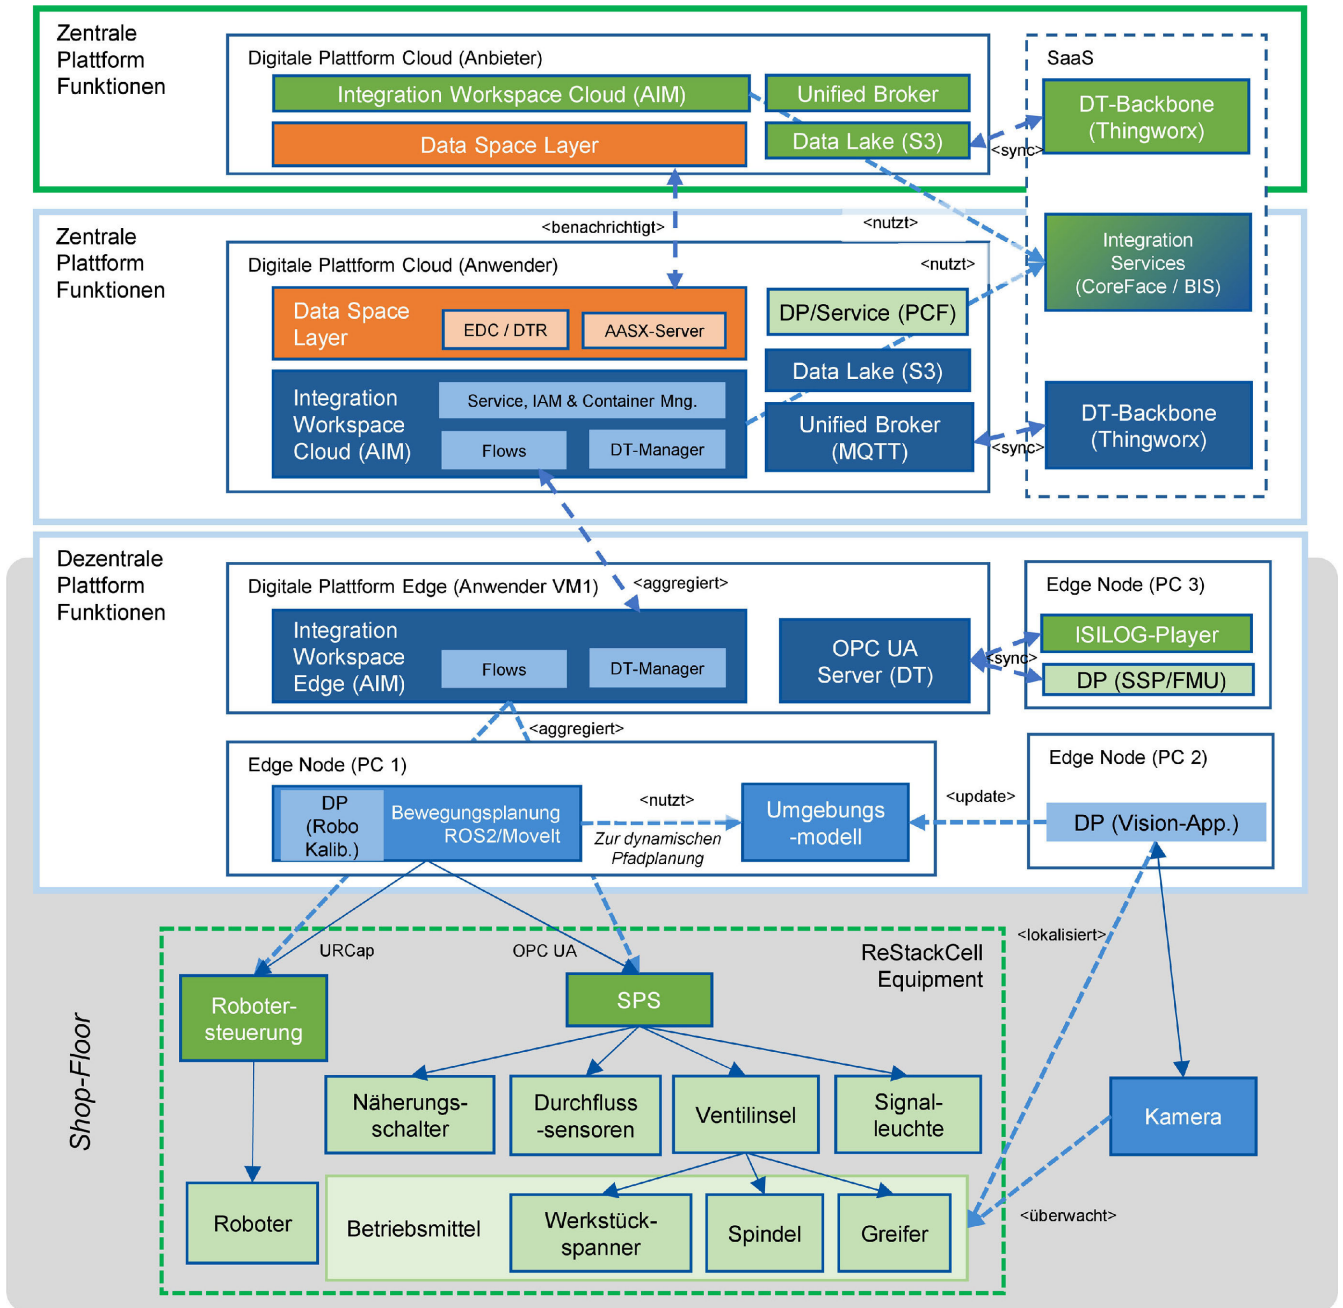 Zentrale
Plattform
Funktionen
Digitale Plattform Cloud (Anbieter)
Integration Workspace Cloud (AIM)
Unified Broker
Data Space Layer
Data Lake (S3)
SaaS
DT-Backbone
(Thingworx)
<sync>
<benachrichtigt>
<nutzt>
Zentrale
Plattform
Funktionen
Digitale Plattform Cloud (Anwender)
<nutzt>
Integration
Services
(CoreFace / BIS)
Data Space
Layer
EDC / DTR
AASX-Server
DP/Service (PCF)
Data Lake (S3)
Integration
Workspace
Cloud (AIM)
Service, IAM & Container Mng.
Flows
DT-Manager
Unified Broker
(MQTT)
<sync>
DT-Backbone
(Thingworx)
Dezentrale
Plattform
Funktionen
Digitale Plattform Edge (Anwender VM1)
<aggregiert>
Integration
Workspace
Edge (AIM)
Flows
DT-Manager
OPC UA
Server (DT)
<sync>
Edge Node (PC 3)
ISILOG-Player
DP (SSP/FMU)
<aggregiert>
Edge Node (PC 1)
DP
(Robo
Kalib.)
Bewegungsplanung
ROS2/MoveIt
<nutzt>
Zur dynamischen
Pfadplanung
Umgebungs
-modell
<update>
Edge Node (PC 2)
DP (Vision-App.)
Shop-Floor
URCap
OPC UA
ReStackCell
Equipment
<lokalisiert>
Roboter-
steuerung
SPS
Näherungs-
schalter
Durchfluss
-sensoren
Ventilinsel
Signal-
leuchte
Kamera
Roboter
Betriebsmittel
Werkstück-
spanner
Spindel
Greifer
<überwacht>